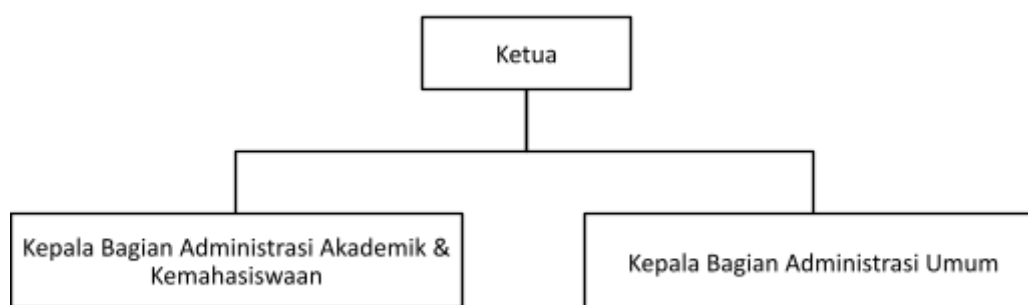 Ketua
Kepala Bagian Administrasi Akademik &
Kemahasiswaan
Kepala Bagian Administrasi Umum